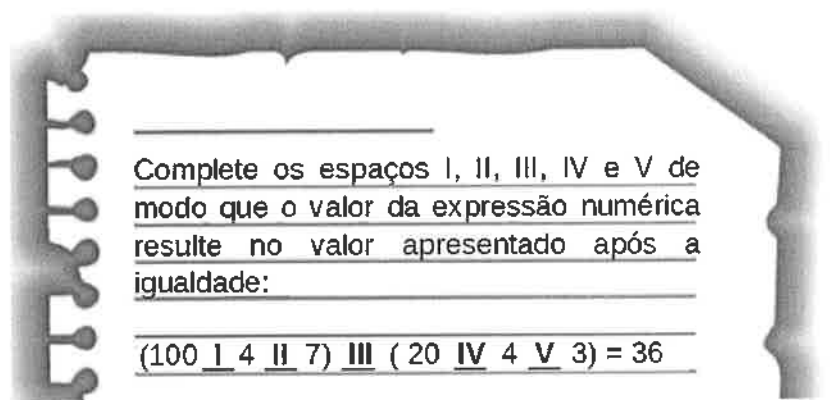 Complete os espaços I, II, III, IV e V de
modo que o valor da expressão numérica
resulte no valor apresentado após a
igualdade:
(100 I 4 II 7) III ( 20 IV 4 V 3) = 36